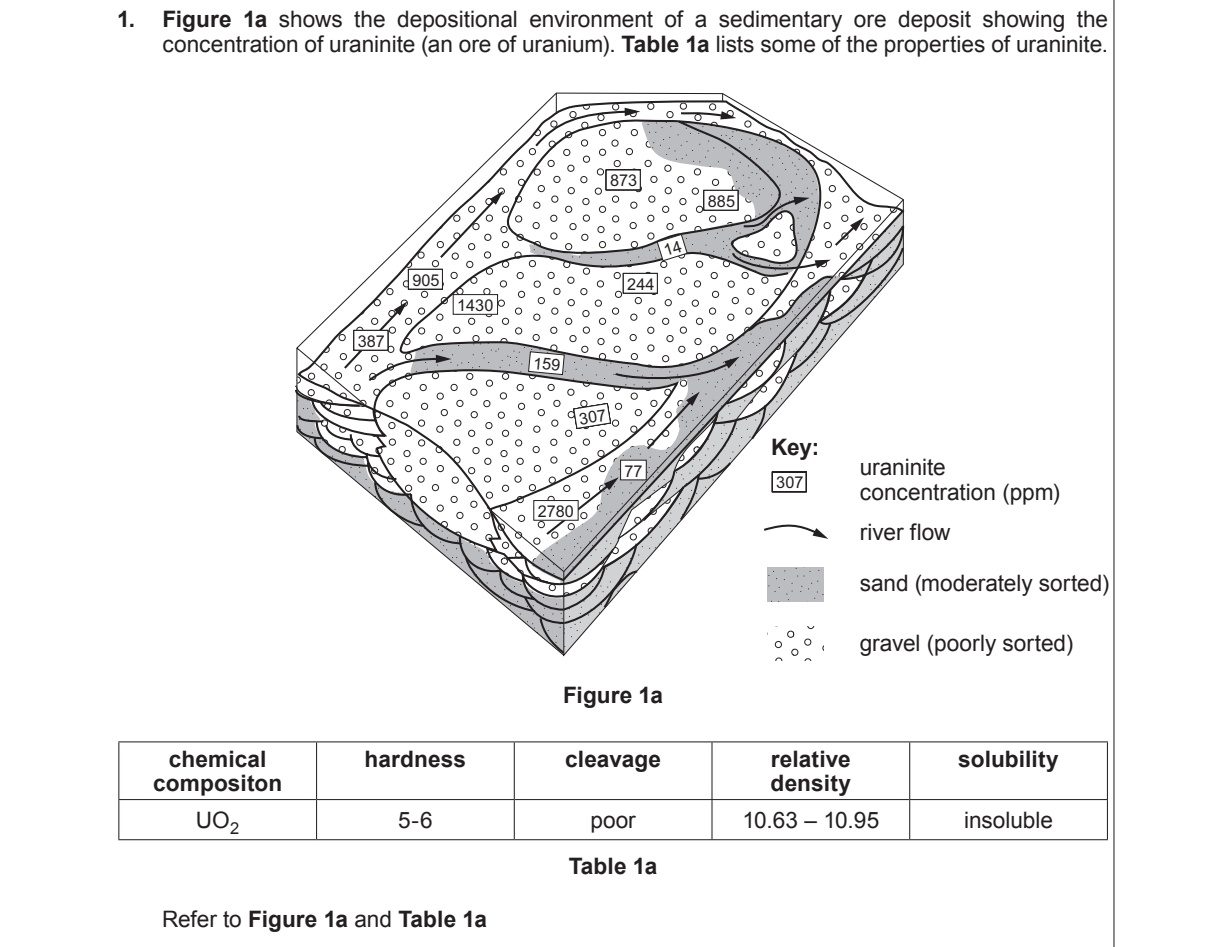 1. Figure 1a shows the depositional environment of a sedimentary ore deposit showing the
concentration of uraninite (an ore of uranium). Table 1a lists some of the properties of uraninite.
873
885
14
905
244
1430
387
159
307
77
2780
Key:
307
uraninite
concentration (ppm)
river flow
sand (moderately sorted)
gravel (poorly sorted)
Figure 1a
chemical
compositon
hardness
cleavage
relative
density
solubility
UO₂
5-6
poor
10.63 – 10.95
insoluble
Table 1a
Refer to Figure 1a and Table 1a